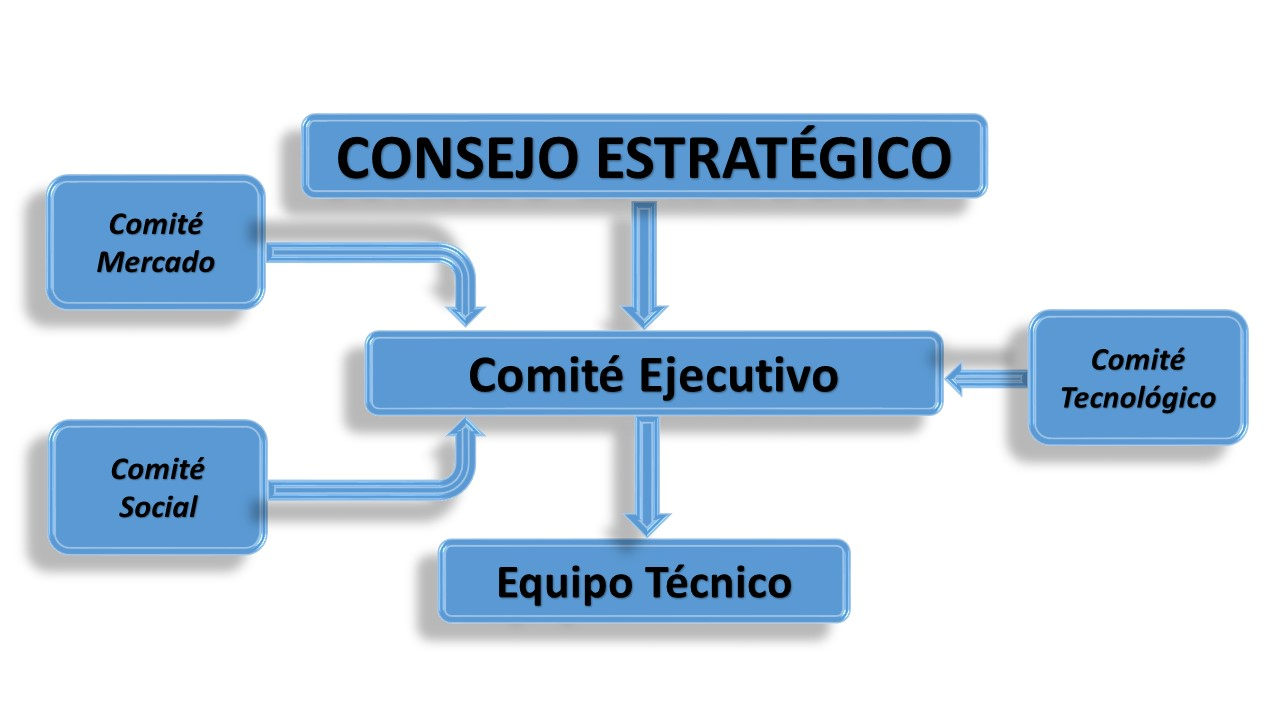 CONSEJO ESTRATÉGICO
Comité
Mercado
Comité Ejecutivo
Comité
Tecnológico
Comité
Social
Equipo Técnico